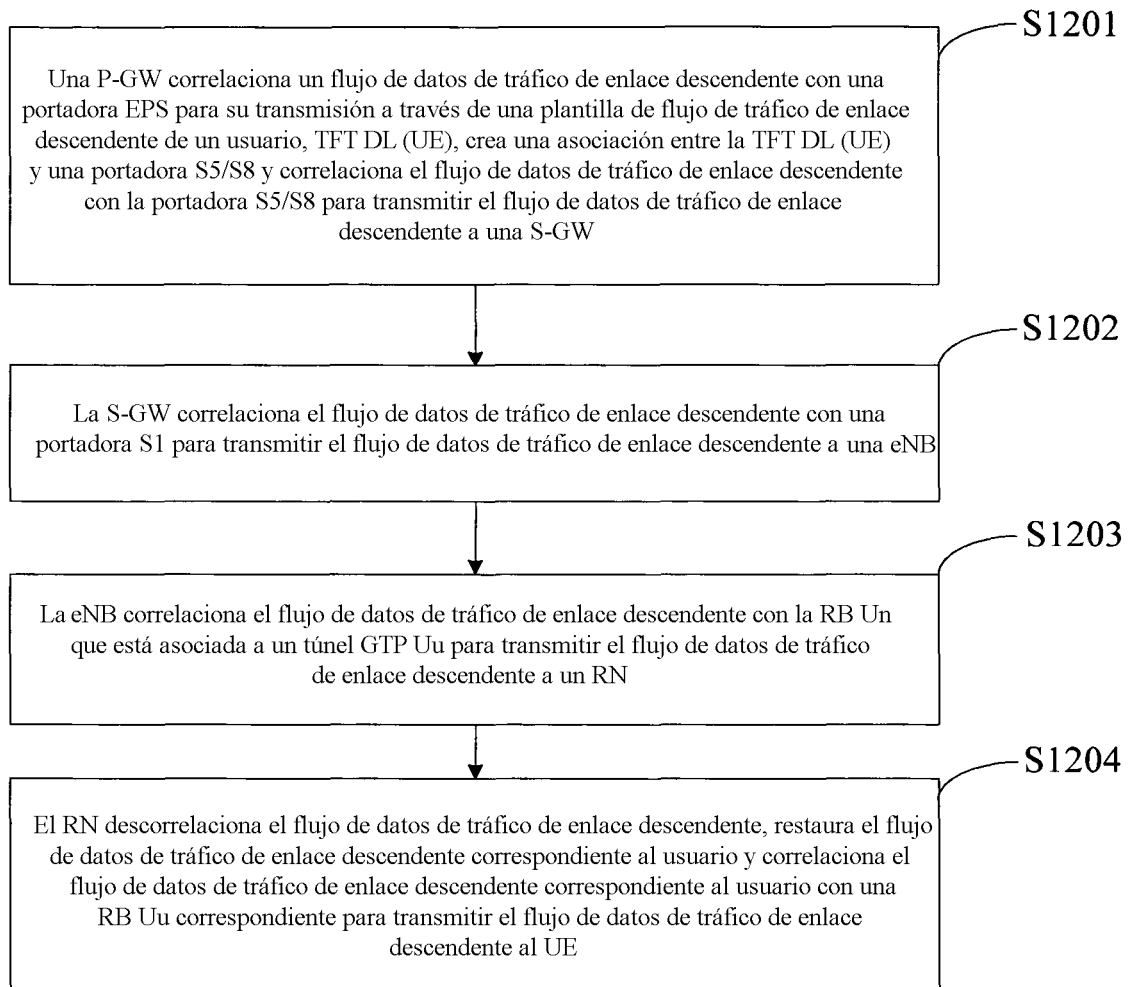 S1201
Una P-GW correlaciona un flujo de datos de tráfico de enlace descendente con una
portadora EPS para su transmisión a través de una plantilla de flujo de tráfico de enlace
descendente de un usuario, TFT DL (UE), crea una asociación entre la TFT DL (UE)
y una portadora S5/S8 y correlaciona el flujo de datos de tráfico de enlace descendente
con la portadora S5/S8 para transmitir el flujo de datos de tráfico de enlace
descendente a una S-GW
S1202
La S-GW correlaciona el flujo de datos de tráfico de enlace descendente con una
portadora S1 para transmitir el flujo de datos de tráfico de enlace descendente a una eNB
S1203
La eNB correlaciona el flujo de datos de tráfico de enlace descendente con la RB Un
que está asociada a un túnel GTP Uu para transmitir el flujo de datos de tráfico
de enlace descendente a un RN
S1204
El RN descorrelaciona el flujo de datos de tráfico de enlace descendente, restaura el flujo
de datos de tráfico de enlace descendente correspondiente al usuario y correlaciona el
flujo de datos de tráfico de enlace descendente correspondiente al usuario con una
RB Uu correspondiente para transmitir el flujo de datos de tráfico de enlace
descendente al UE